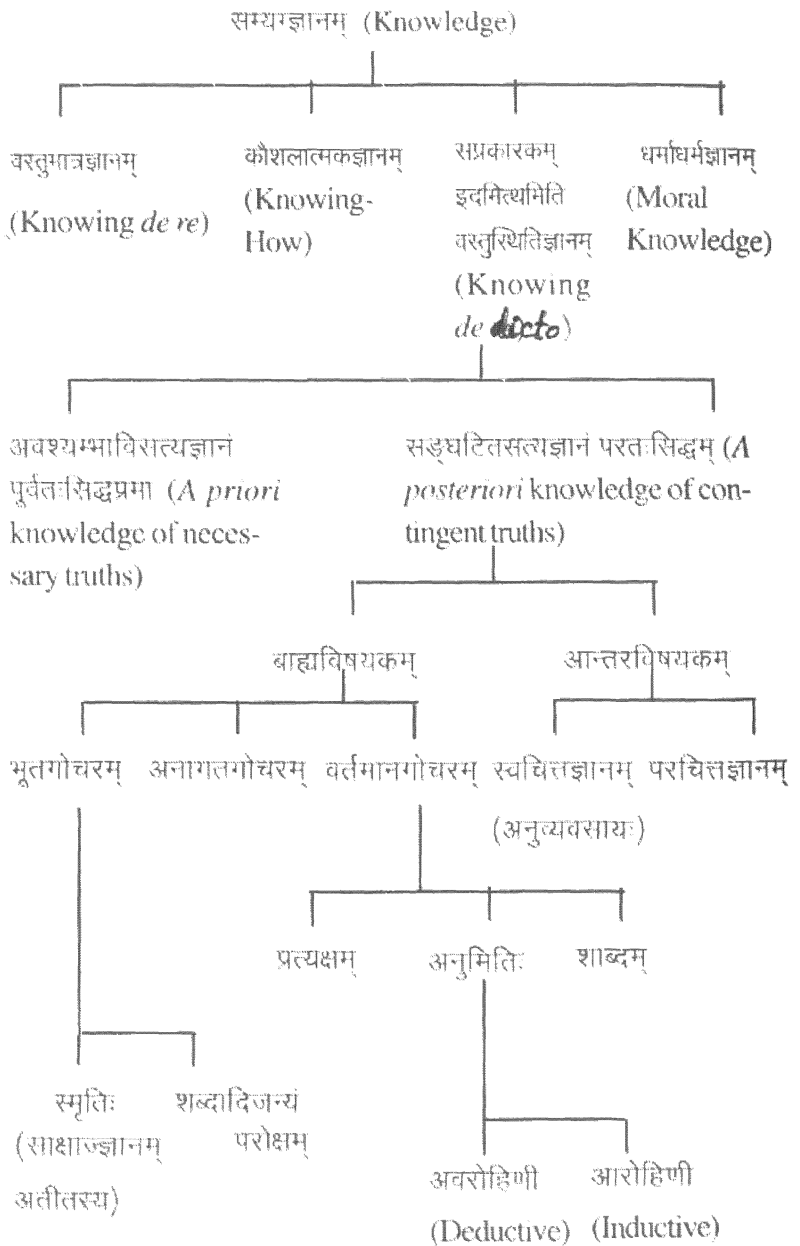 सम्यग्ज्ञानम् (Knowledge)
वस्तुमात्रज्ञानम्
(Knowing de re)
कौशलात्मकज्ञानम्
(Knowing-
How)
सप्रकारकम्
इदमित्थमिति
वस्तुस्थितिज्ञानम्
(Knowing
de dicto)
धर्माधर्मज्ञानम्
(Moral
Knowledge)
अवश्यम्भाविसत्यज्ञानं
पूर्वतःसिद्धप्रमा (A priori
knowledge of neces-
sary truths)
सङ्घटितसत्यज्ञानं परतःसिद्धम् (A
posteriori knowledge of con-
tingent truths)
बाह्यविषयकम्
आन्तरविषयकम्
भूतगोचरम्
अनागतगोचरम्
वर्तमानगोचरम्
स्वचित्तज्ञानम्
(अनुव्यवसायः)
परचित्तज्ञानम्
प्रत्यक्षम्
अनुमितिः
शाब्दम्
स्मृतिः
(साक्षाज्ज्ञानम्
अतीतस्य)
शब्दादिजन्यं
परोक्षम्
अवरोहिणी
(Deductive)
आरोहिणी
(Inductive)